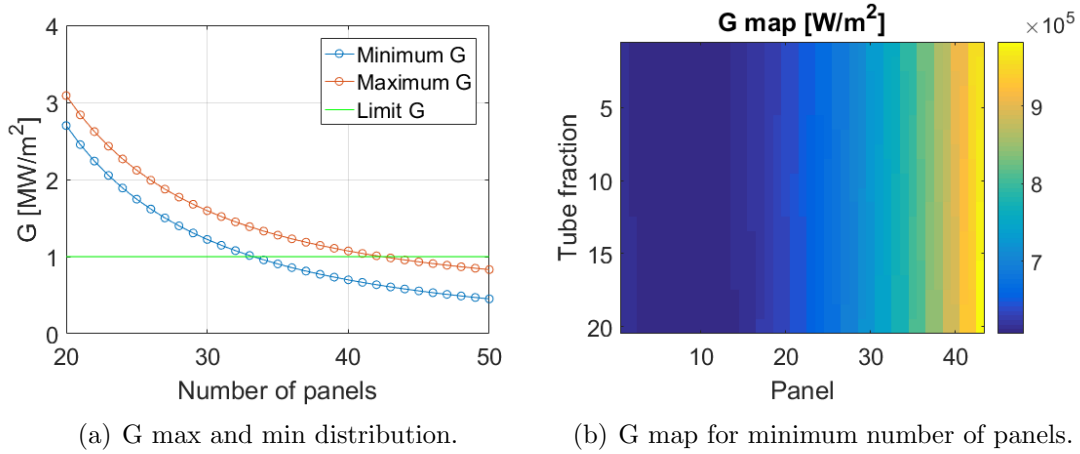 G [MW/m²]
4
3
2
1
0
20
30
40
50
Number of panels
Minimum G
Maximum G
Limit G
(a) G max and min distribution.
G map [W/m²]
×10⁵
Tube fraction
5
10
15
20
10
20
30
40
Panel
9
8
7
(b) G map for minimum number of panels.